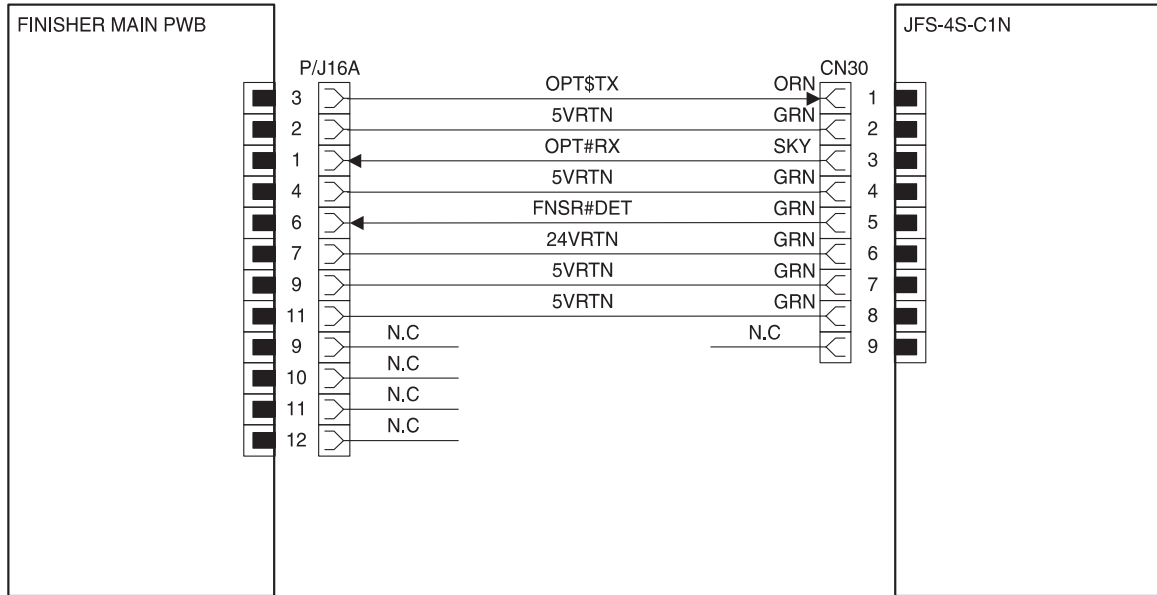 FINISHER MAIN PWB
JFS-4S-C1N
P/J16A
CN30
3 OPT$TX ORN 1
2 5VRTN GRN 2
1 OPT#RX SKY 3
4 5VRTN GRN 4
6 FNSR#DET GRN 5
7 24VRTN GRN 6
9 5VRTN GRN 7
11 5VRTN GRN 8
9 N.C N.C 9
10 N.C
11 N.C
12 N.C